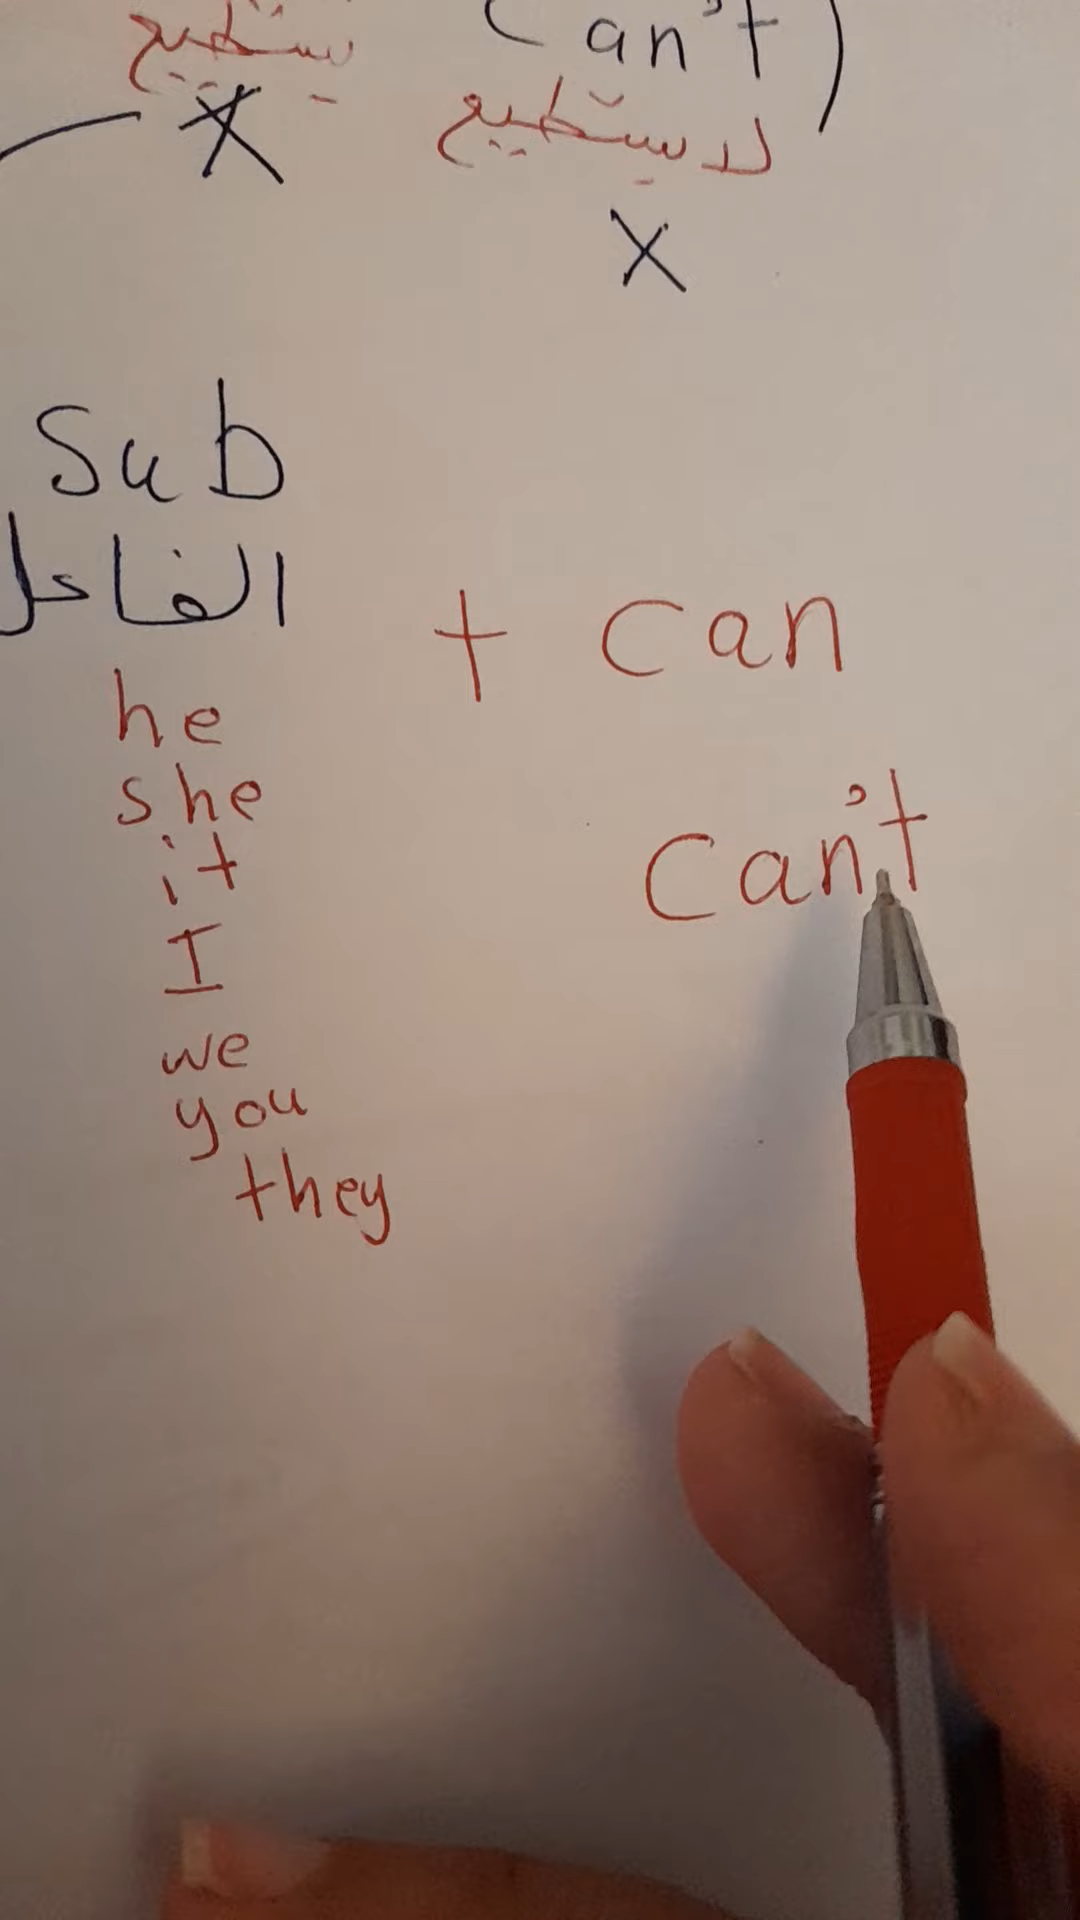 يستطيع (can't)
لا يستطيع
X X
Sub
الفاعل
+ can
he
she
it
can't
I
we
you
they